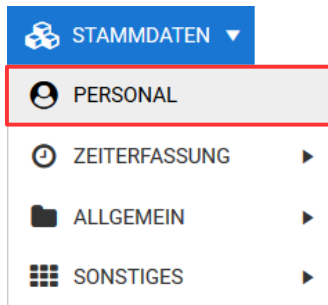 STAMMDATEN
PERSONAL
ZEITERFASSUNG
ALLGEMEIN
SONSTIGES